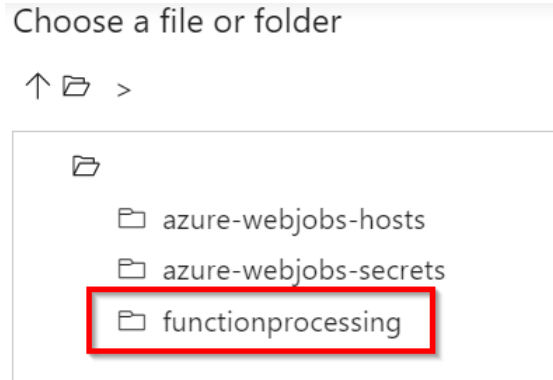 Choose a file or folder
>
azure-webjobs-hosts
azure-webjobs-secrets
functionprocessing